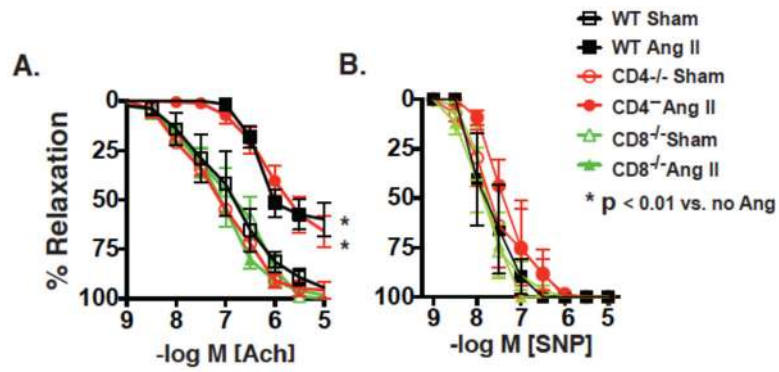 WT Sham
WT Ang II
CD4-/- Sham
CD4⁻Ang II
CD8⁻/⁻Sham
CD8⁻/⁻Ang II
* p < 0.01 vs. no Ang
A.
% Relaxation
0
25
50
75
100
9 8 7 6 5
-log M [Ach]
*
*
B.
0
25
50
75
100
9 8 7 6 5
-log M [SNP]